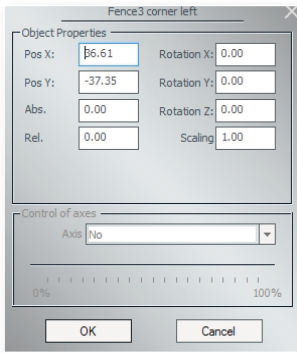 Fence3 corner left
Object Properties
Pos X: 36.61 Rotation X: 0.00
Pos Y: -37.35 Rotation Y: 0.00
Abs. 0.00 Rotation Z: 0.00
Rel. 0.00 Scaling 1.00
Control of axes
Axis No
0% 100%
OK Cancel